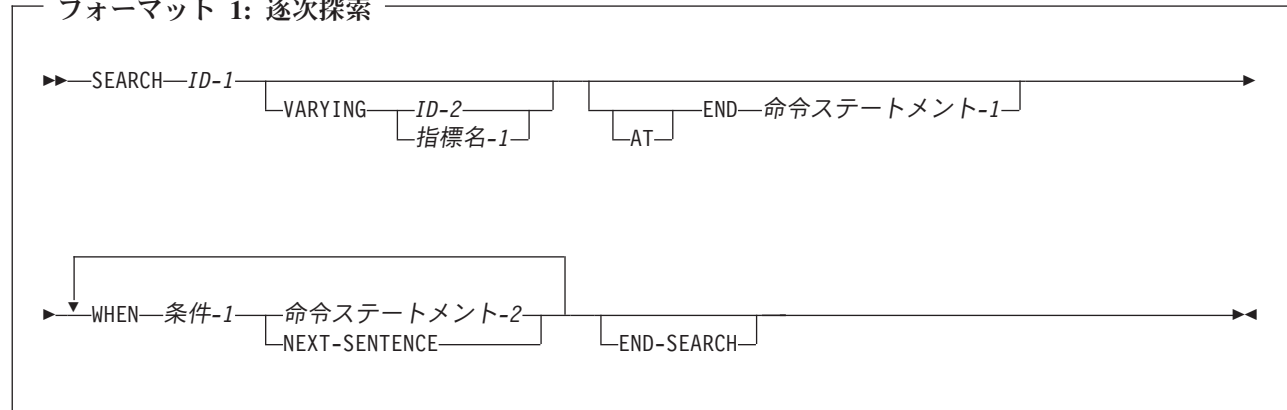 フォーマット 1: 逐次探索
SEARCH ID-1
VARYING ID-2
指標名-1
AT END 命令ステートメント-1
WHEN 条件-1 命令ステートメント-2
NEXT-SENTENCE
END-SEARCH